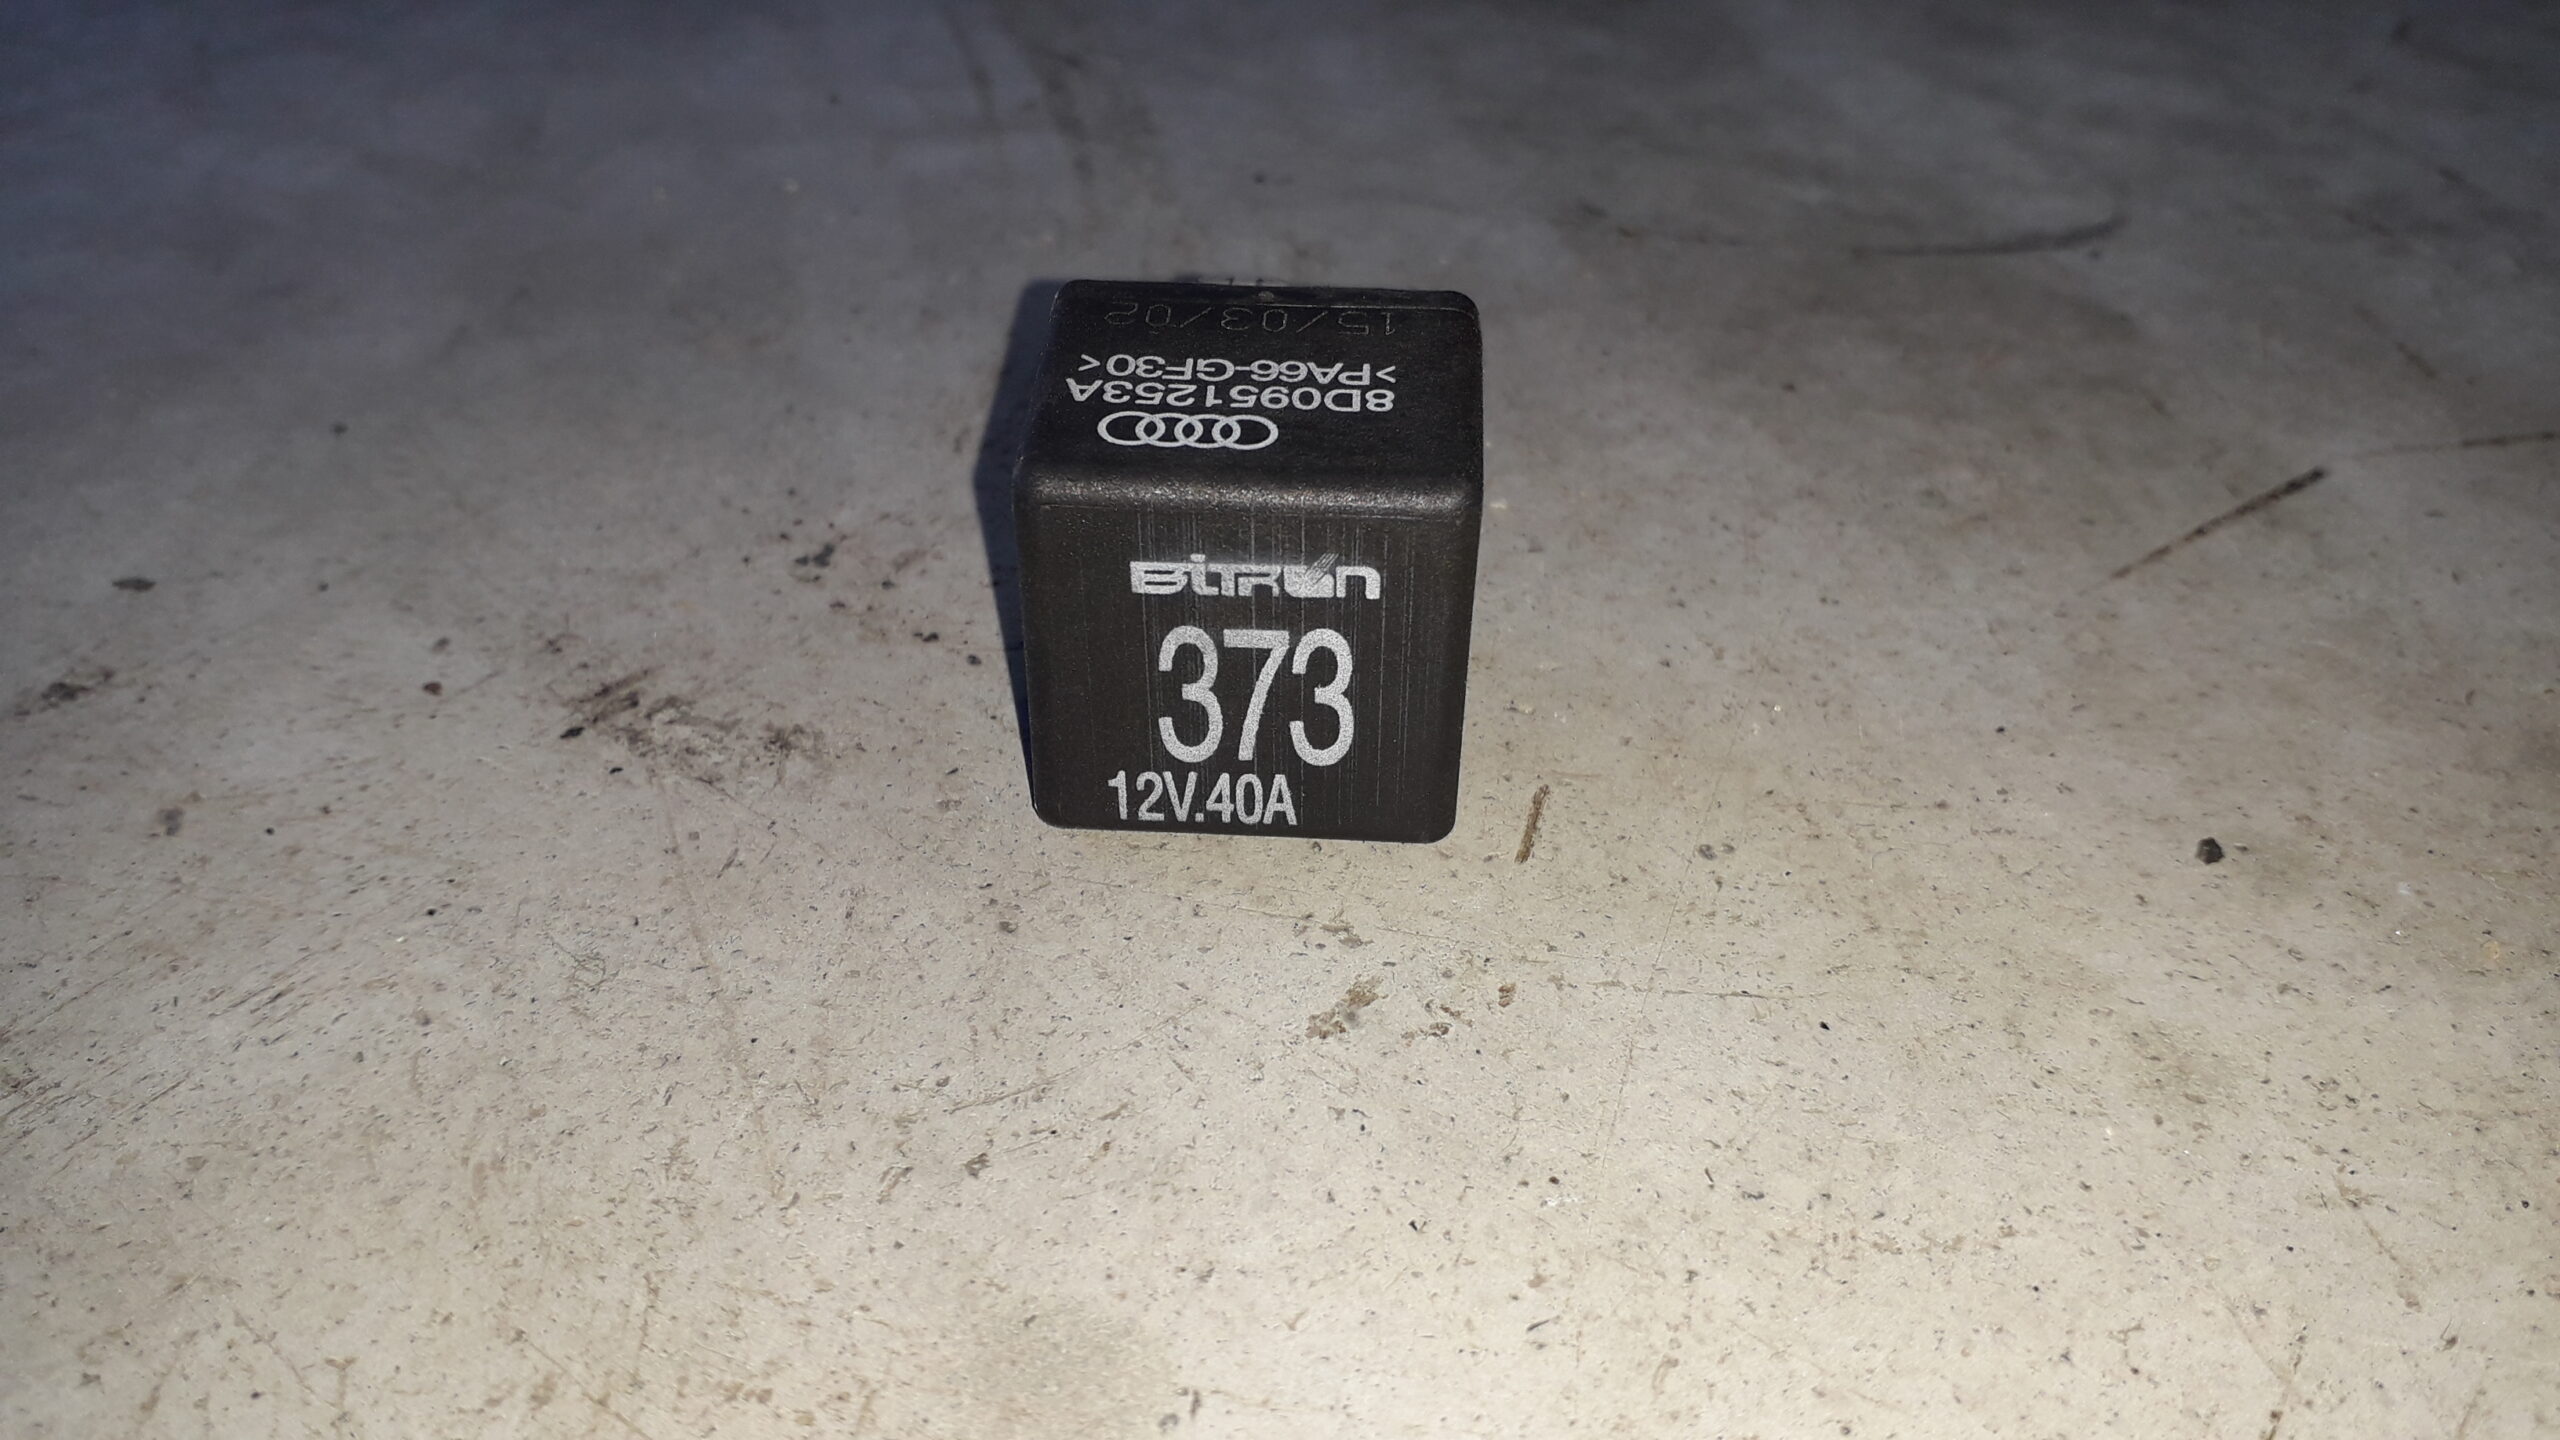 BiTRON
373
12V.40A
8D0951253A
>PA66-GF30<
15/03/02